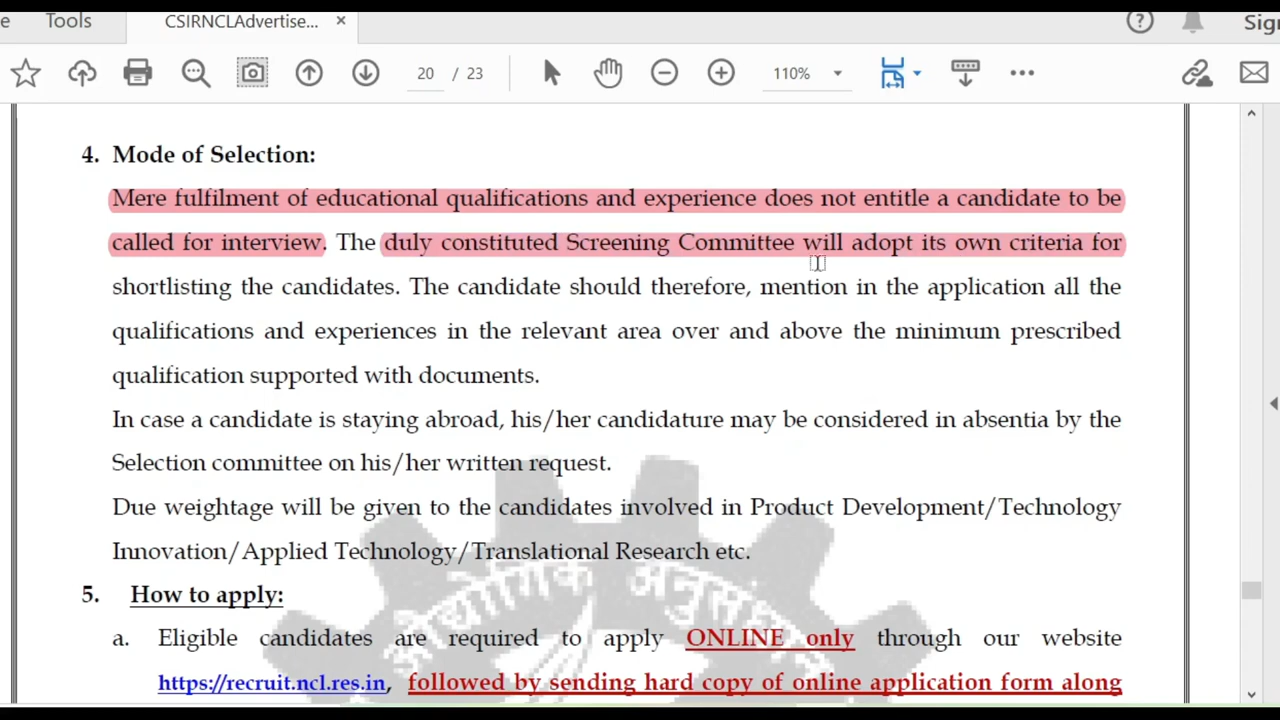 e Tools CSIRNCLAdvertise... × Sign
20 / 23 110%
4. Mode of Selection:
Mere fulfilment of educational qualifications and experience does not entitle a candidate to be
called for interview. The duly constituted Screening Committee will adopt its own criteria for
shortlisting the candidates. The candidate should therefore, mention in the application all the
qualifications and experiences in the relevant area over and above the minimum prescribed
qualification supported with documents.
In case a candidate is staying abroad, his/her candidature may be considered in absentia by the
Selection committee on his/her written request.
Due weightage will be given to the candidates involved in Product Development/Technology
Innovation/Applied Technology/Translational Research etc.
औद्योगिक अनुसंधान
5. How to apply:
a. Eligible candidates are required to apply ONLINE only through our website
https://recruit.ncl.res.in, followed by sending hard copy of online application form along